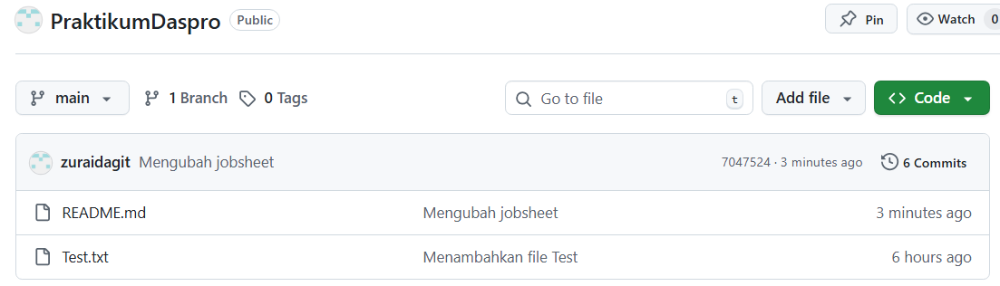 PraktikumDaspro Public Pin Watch 0
main 1 Branch 0 Tags Go to file t Add file Code
zuraidagit Mengubah jobsheet 7047524 · 3 minutes ago 6 Commits
README.md Mengubah jobsheet 3 minutes ago
Test.txt Menambahkan file Test 6 hours ago